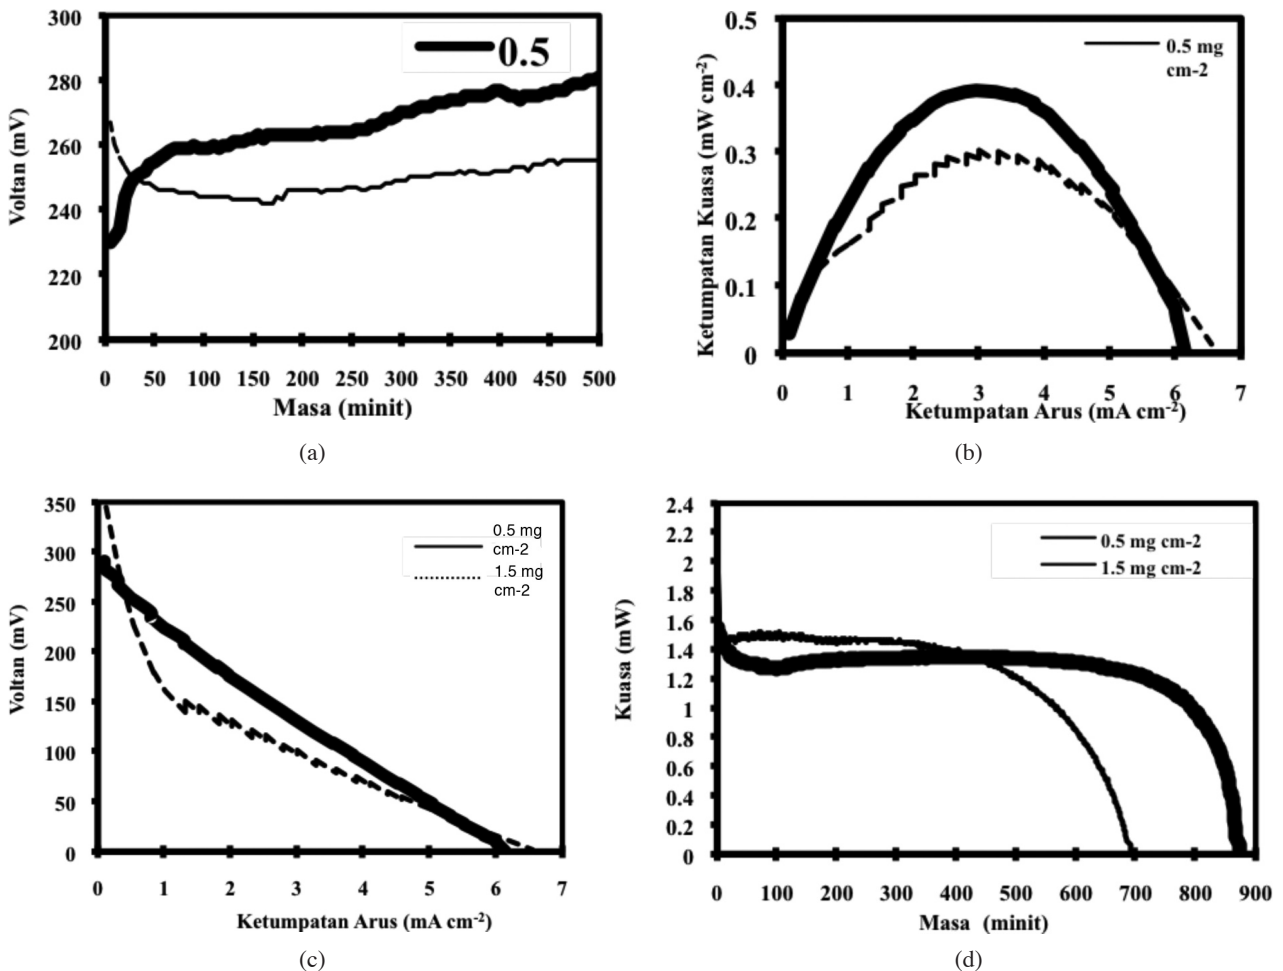 300
280
260
240
220
200
Voltan (mV)
0.5
0 50 100 150 200 250 300 350 400 450 500
Masa (minit)
(a)
0.5
0.4
0.3
0.2
0.1
0
Ketumpatan Kuasa (mW cm-2)
0.5 mg
cm-2
0 1 2 3 4 5 6 7
Ketumpatan Arus (mA cm-2)
(b)
350
300
250
200
150
100
50
0
Voltan (mV)
0.5 mg
cm-2
1.5 mg
cm-2
0 1 2 3 4 5 6 7
Ketumpatan Arus (mA cm-2)
(c)
2.4
2.2
2
1.8
1.6
1.4
1.2
1
0.8
0.6
0.4
0.2
0
Kuasa (mW)
0.5 mg cm-2
1.5 mg cm-2
0 100 200 300 400 500 600 700 800 900
Masa (minit)
(d)